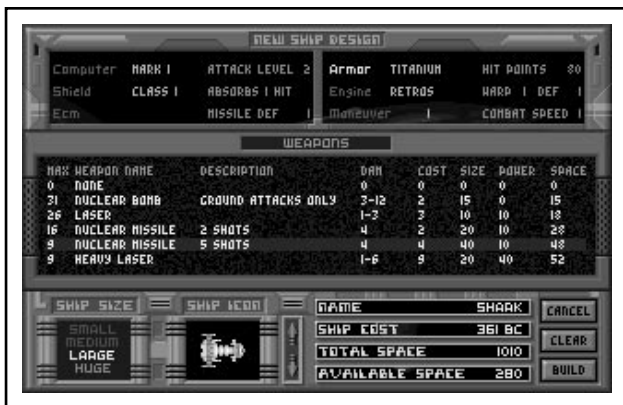 NEW SHIP DESIGN
Computer MARK I ATTACK LEVEL 2 Armor TITANIUM HIT POINTS 80
Shield CLASS I ABSORBS I HIT Engine RETROS WARP I DEF I
Ecm MISSILE DEF I Maneuver I COMBAT SPEED I
WEAPONS
MAX WEAPON NAME DESCRIPTION DAM COST SIZE POWER SPACE
0 NONE 0 0 0 0 0
31 NUCLEAR BOMB GROUND ATTACKS ONLY 3-12 2 15 0 15
26 LASER 1-3 3 10 10 18
16 NUCLEAR MISSILE 2 SHOTS 4 2 20 10 28
9 NUCLEAR MISSILE 5 SHOTS 4 4 40 10 48
9 HEAVY LASER 1-6 9 20 40 52
SHIP SIZE SHIP ICON NAME SHARK CANCEL
SMALL SHIP COST 361 BC
MEDIUM CLEAR
LARGE TOTAL SPACE 1010
HUGE AVAILABLE SPACE 280 BUILD